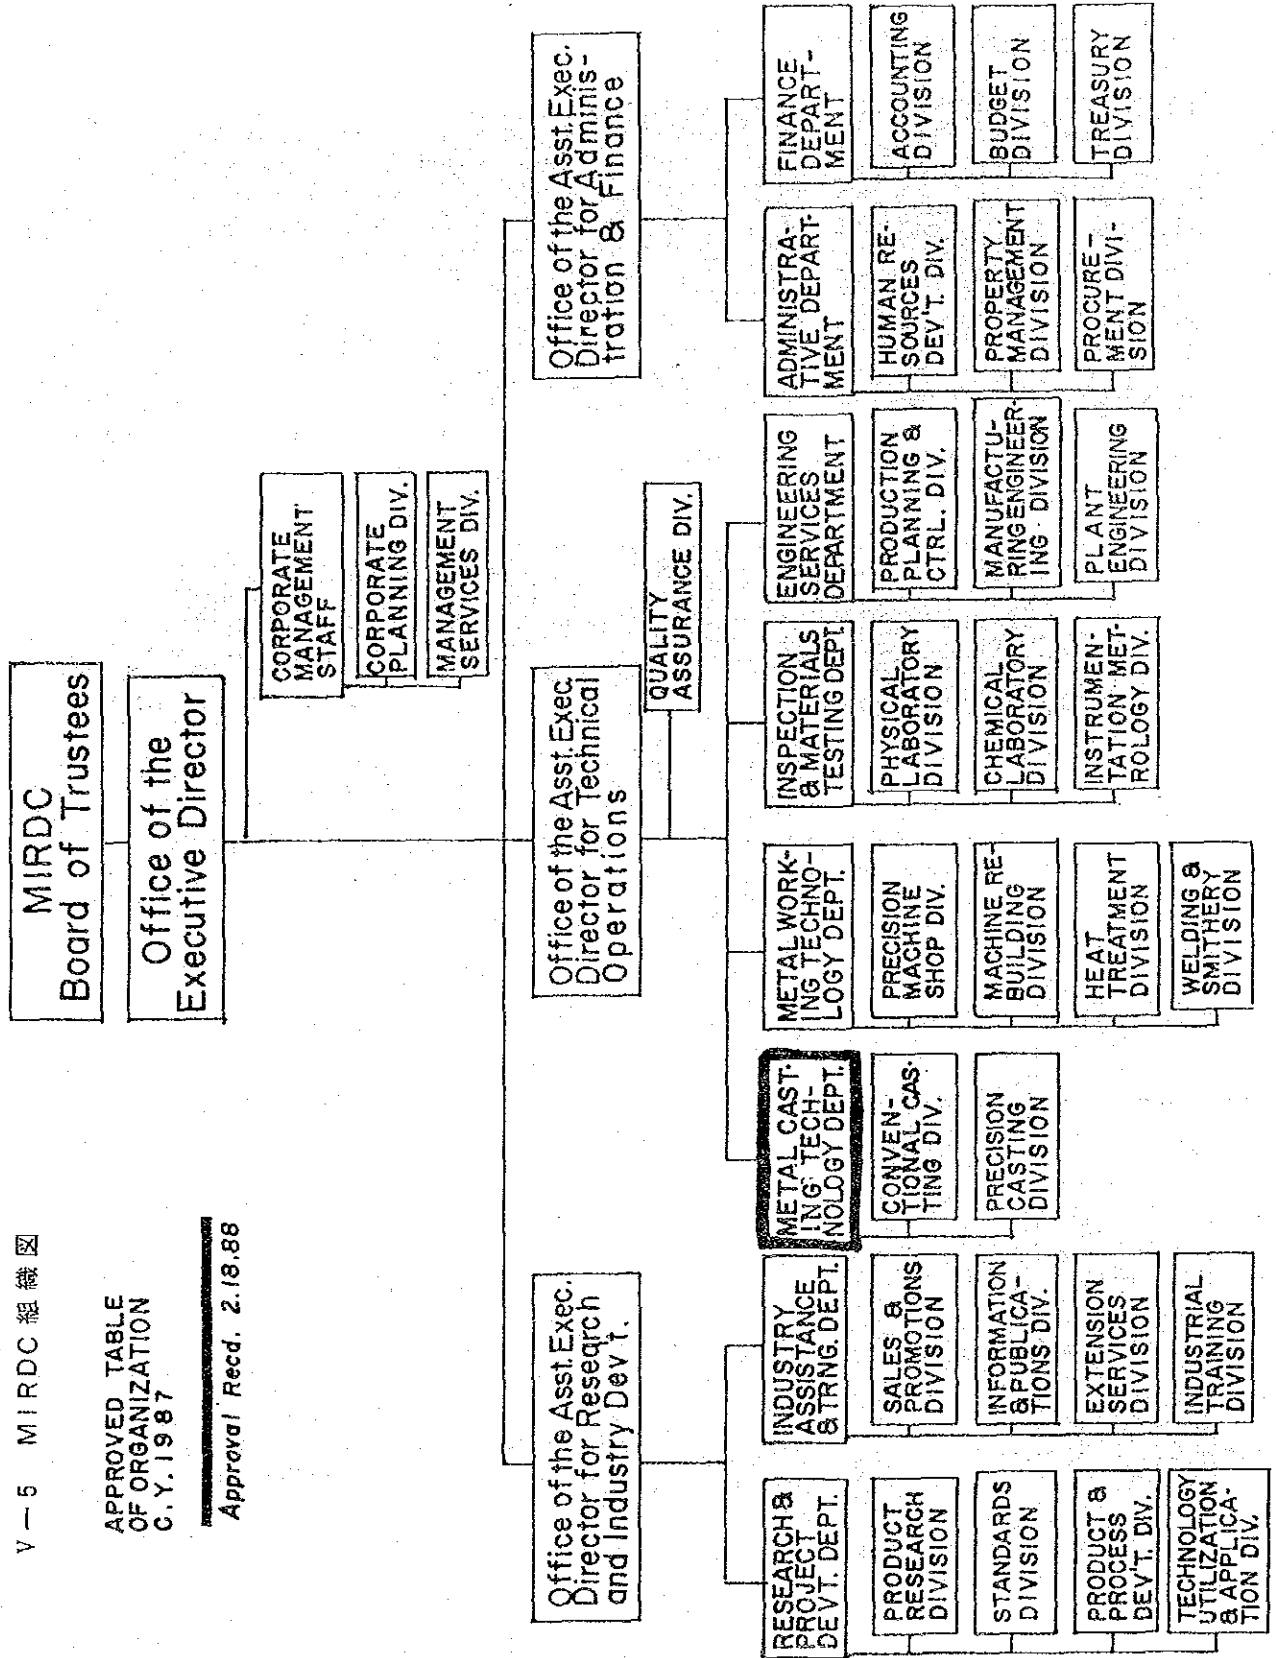 V — 5 MIRDC 組織図
APPROVED TABLE
OF ORGANIZATION
C.Y. 1987
Approval Recd. 2.18.88
MIRDC
Board of Trustees
Office of the
Executive Director
CORPORATE
MANAGEMENT
STAFF
CORPORATE
PLANNING DIV.
MANAGEMENT
SERVICES DIV.
Office of the Asst. Exec.
Director for Research
and Industry Dev't.
Office of the Asst. Exec.
Director for Technical
Operations
Office of the Asst. Exec.
Director for Adminis-
tration & Finance
QUALITY
ASSURANCE DIV.
RESEARCH &
PROJECT
DEVT. DEPT.
PRODUCT
RESEARCH
DIVISION
STANDARDS
DIVISION
PRODUCT &
PROCESS
DEV'T. DIV.
TECHNOLOGY
UTILIZATION
& APPLICA-
TION DIV.
INDUSTRY
ASSISTANCE
& TRNG. DEPT.
SALES &
PROMOTIONS
DIVISION
INFORMATION
& PUBLICA-
TIONS DIV.
EXTENSION
SERVICES
DIVISION
INDUSTRIAL
TRAINING
DIVISION
METAL CAST-
ING TECH-
NOLOGY DEPT.
CONVEN-
TIONAL CAS-
TING DIV.
PRECISION
CASTING
DIVISION
METALWORK-
ING TECHNO-
LOGY DEPT.
PRECISION
MACHINE
SHOP DIV.
MACHINE RE-
BUILDING
DIVISION
HEAT
TREATMENT
DIVISION
WELDING &
SMITHERY
DIVISION
INSPECTION
& MATERIALS
TESTING DEPT.
PHYSICAL
LABORATORY
DIVISION
CHEMICAL
LABORATORY
DIVISION
INSTRUMEN-
TATION MET-
ROLOGY DIV.
ENGINEERING
SERVICES
DEPARTMENT
PRODUCTION
PLANNING &
CTRL. DIV.
MANUFACTU-
RING ENGINEER-
ING DIVISION
PLANT
ENGINEERING
DIVISION
ADMINISTRA-
TIVE DEPART-
MENT
HUMAN RE-
SOURCES
DEV'T. DIV.
PROPERTY
MANAGEMENT
DIVISION
PROCURE-
MENT DIVI-
SION
FINANCE
DEPART-
MENT
ACCOUNTING
DIVISION
BUDGET
DIVISION
TREASURY
DIVISION